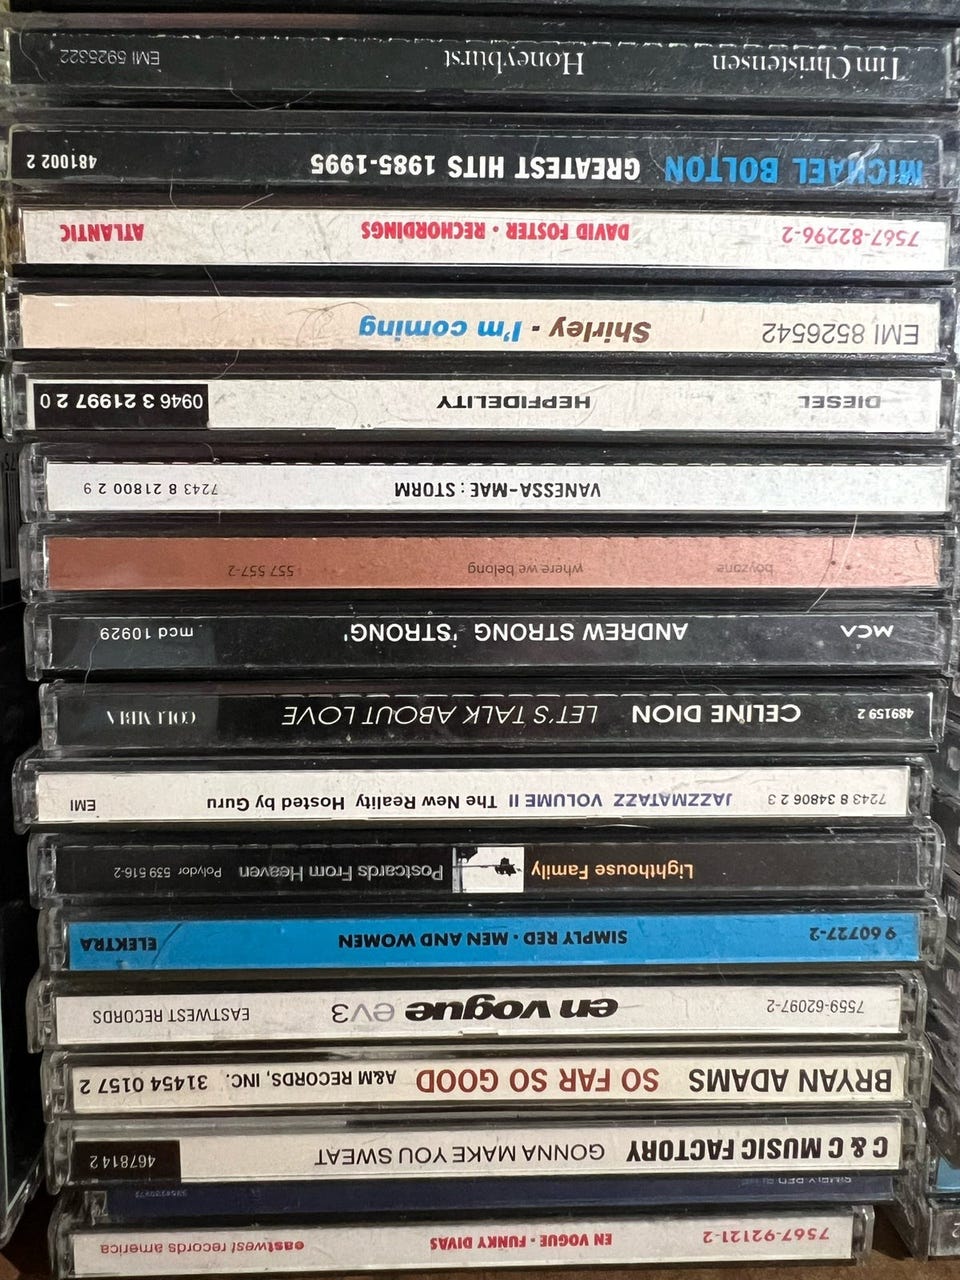 Tim Christensen Honeyburst EMI 5925322
MICHAEL BOLTON GREATEST HITS 1985-1995 481002 2
7567-82296-2 DAVID FOSTER • RECHORDINGS ATLANTIC
EMI 8526542 Shirley - I'm coming
DIESEL HEPFIDELITY 0946 3 21997 2 0
VANESSA-MAE : STORM 7243 8 21800 2 9
boyzone where we belong 557 557-2
MCA ANDREW STRONG 'STRONG' mcd 10929
489159 2 CELINE DION LET'S TALK ABOUT LOVE COLUMBIA
7243 8 34806 2 3 JAZZMATAZZ VOLUME II The New Reality Hosted by Guru EMI
Lighthouse Family Postcards From Heaven Polydor 539 516-2
9 60727-2 SIMPLY RED • MEN AND WOMEN ELEKTRA
7559-62097-2 en vogue ev3 EASTWEST RECORDS
BRYAN ADAMS SO FAR SO GOOD A&M RECORDS, INC. 31454 0157 2
C & C MUSIC FACTORY GONNA MAKE YOU SWEAT 467814 2
SIMPLY RED
7567-92121-2 EN VOGUE • FUNKY DIVAS eastwest records america